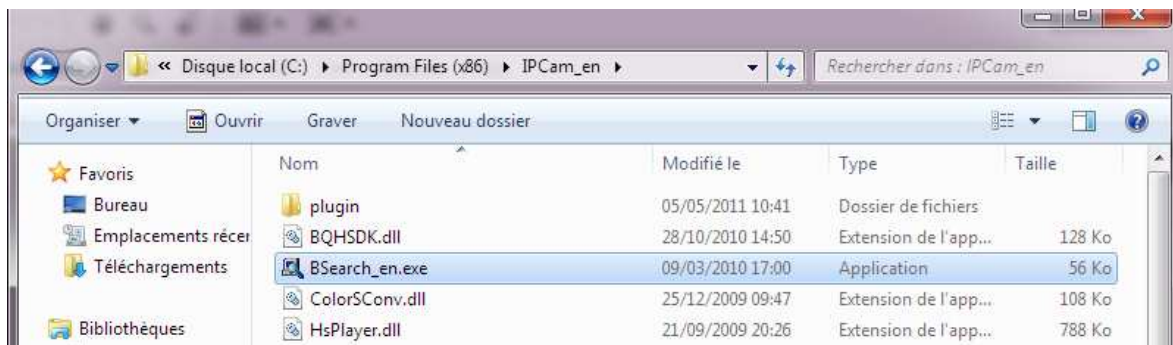 « Disque local (C:) ▸ Program Files (x86) ▸ IPCam_en ▸ Rechercher dans : IPCam_en
Organiser Ouvrir Graver Nouveau dossier
Favoris Nom Modifié le Type Taille
Bureau plugin 05/05/2011 10:41 Dossier de fichiers
Emplacements récer BQHSDK.dll 28/10/2010 14:50 Extension de l'app... 128 Ko
Téléchargements BSearch_en.exe 09/03/2010 17:00 Application 56 Ko
ColorSConv.dll 25/12/2009 09:47 Extension de l'app... 108 Ko
Bibliothèques HsPlayer.dll 21/09/2009 20:26 Extension de l'app... 788 Ko